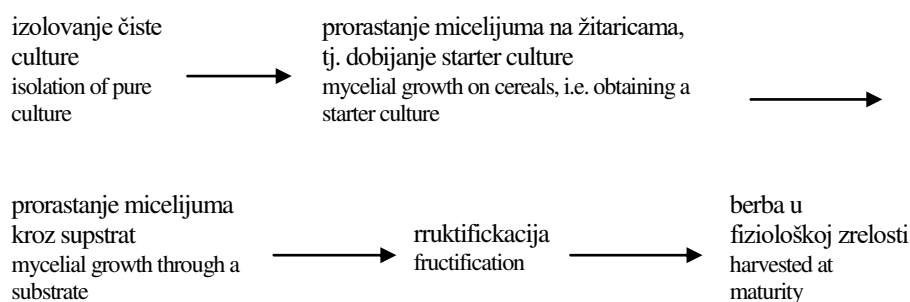 izolovanje čiste
culture
isolation of pure
culture
prorastanje micelijuma na žitaricama,
tj. dobijanje starter culture
mycelial growth on cereals, i.e. obtaining a
starter culture
prorastanje micelijuma
kroz supstrat
mycelial growth through a
substrate
rruktifickacija
fructification
berba u
fiziološkoj zrelosti
harvested at
maturity